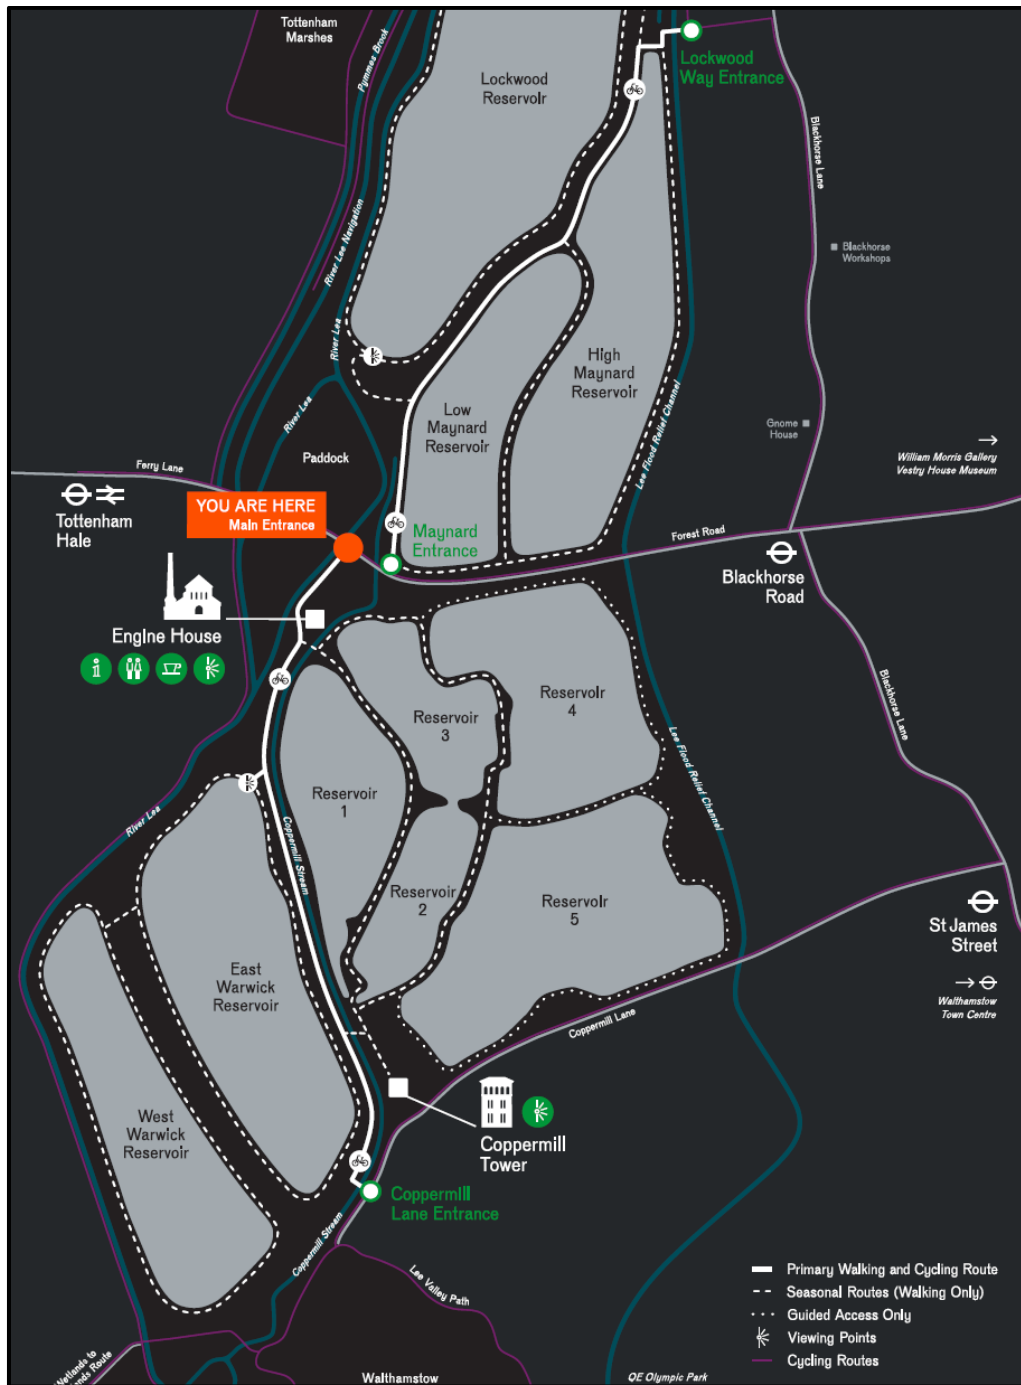 Tottenham
Marshes
Pymmes Brook
Lockwood
Reservoir
Lockwood
Way Entrance
Blackhorse Lane
River Lee Navigation
Blackhorse
Workshops
River Lea
High
Maynard
Reservoir
Low
Maynard
Reservoir
River Lea
Lee Flood Relief Channel
Gnome
House
William Morris Gallery
Vestry House Museum
Paddock
Ferry Lane
Tottenham
Hale
YOU ARE HERE
Main Entrance
Maynard
Entrance
Forest Road
Blackhorse
Road
Engine House
Reservoir
4
Reservoir
3
Blackhorse Lane
Lee Flood Relief Channel
Reservoir
1
River Lea
Coppermill Stream
Reservoir
2
Reservoir
5
St James
Street
East
Warwick
Reservoir
Walthamstow
Town Centre
Coppermill Lane
West
Warwick
Reservoir
Coppermill
Tower
Coppermill
Lane Entrance
Coppermill Stream
Lee Valley Path
Primary Walking and Cycling Route
Seasonal Routes (Walking Only)
Guided Access Only
Viewing Points
Cycling Routes
Wetlands to
Route
Walthamstow
QE Olympic Park